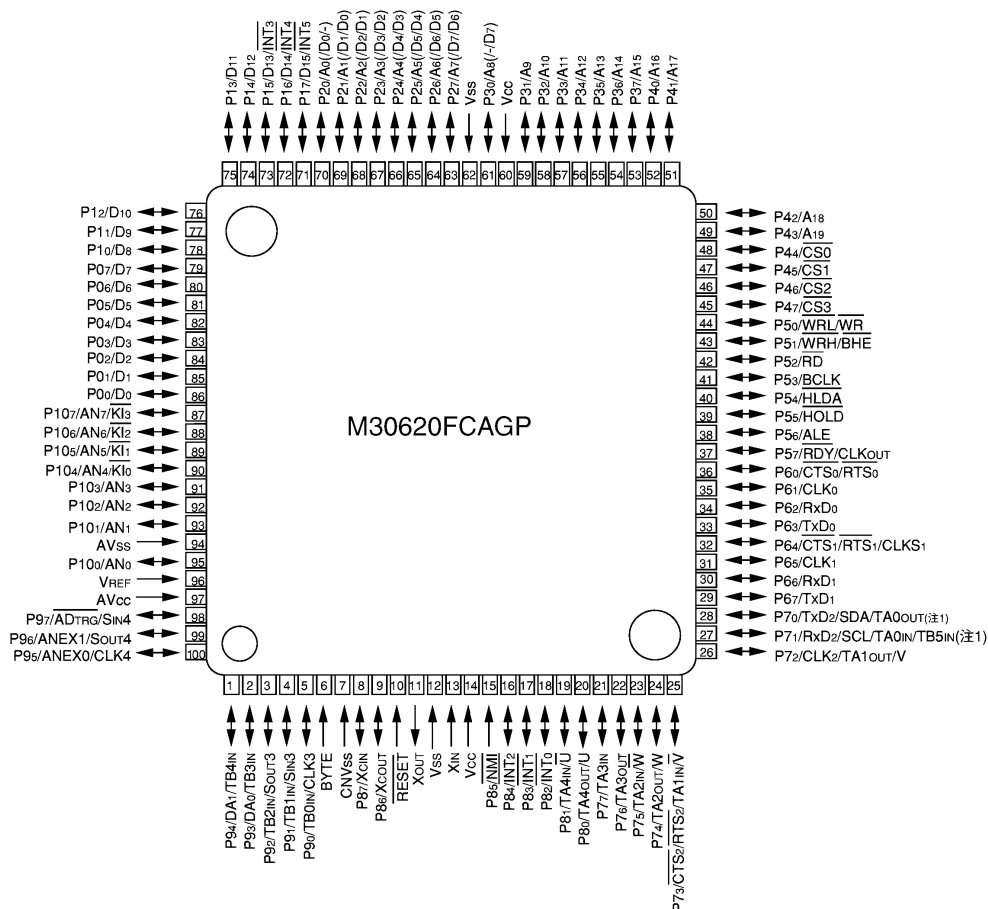 P13/D11
P14/D12
P15/D13/INT3
P16/D14/INT4
P17/D15/INT5
P20/A0(/D0/-)
P21/A1(/D1/D0)
P22/A2(/D2/D1)
P23/A3(/D3/D2)
P24/A4(/D4/D3)
P25/A5(/D5/D4)
P26/A6(/D6/D5)
P27/A7(/D7/D6)
Vss
P30/A8(/-/D7)
Vcc
P31/A9
P32/A10
P33/A11
P34/A12
P35/A13
P36/A14
P37/A15
P40/A16
P41/A17
75 74 73 72 71 70 69 68 67 66 65 64 63 62 61 60 59 58 57 56 55 54 53 52 51
P12/D10 76
P11/D9 77
P10/D8 78
P07/D7 79
P06/D6 80
P05/D5 81
P04/D4 82
P03/D3 83
P02/D2 84
P01/D1 85
P00/D0 86
P107/AN7/KI3 87
P106/AN6/KI2 88
P105/AN5/KI1 89
P104/AN4/KI0 90
P103/AN3 91
P102/AN2 92
P101/AN1 93
AVSS 94
P100/AN0 95
VREF 96
AVcc 97
P97/ADTRG/SIN4 98
P96/ANEX1/SOUT4 99
P95/ANEX0/CLK4 100
M30620FCAGP
50 P42/A18
49 P43/A19
48 P44/CS0
47 P45/CS1
46 P46/CS2
45 P47/CS3
44 P50/WRL/WR
43 P51/WRH/BHE
42 P52/RD
41 P53/BCLK
40 P54/HLDA
39 P55/HOLD
38 P56/ALE
37 P57/RDY/CLKOUT
36 P60/CTS0/RTS0
35 P61/CLK0
34 P62/RxD0
33 P63/TxD0
32 P64/CTS1/RTS1/CLKS1
31 P65/CLK1
30 P66/RxD1
29 P67/TxD1
28 P70/TxD2/SDA/TA0OUT(注1)
27 P71/RxD2/SCL/TA0IN/TB5IN(注1)
26 P72/CLK2/TA1OUT/V
1 2 3 4 5 6 7 8 9 10 11 12 13 14 15 16 17 18 19 20 21 22 23 24 25
P94/DA1/TB4IN
P93/DA0/TB3IN
P92/TB2IN/SOUT3
P91/TB1IN/SIN3
P90/TB0IN/CLK3
BYTE
CNVss
P87/XCIN
P86/XCOUT
RESET
XOUT
Vss
XIN
Vcc
P85/NMI
P84/INT2
P83/INT1
P82/INT0
P81/TA4IN/U
P80/TA4OUT/U
P77/TA3IN
P76/TA3OUT
P75/TA2IN/W
P74/TA2OUT/W
P73/CTS2/RTS2/TA1IN/V